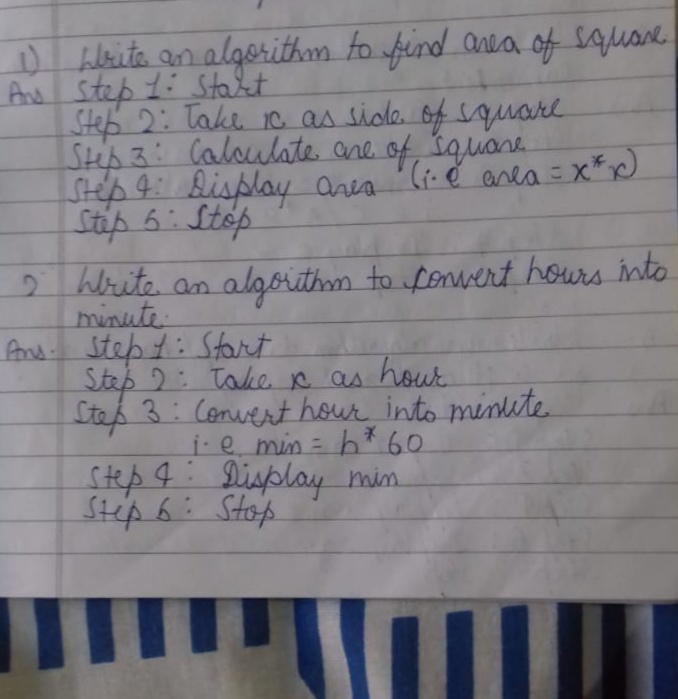 1) Write an algorithm to find area of square
Ans Step 1: Start
Step 2: Take x as side of square
Step 3: Calculate are of square
Step 4: Display area (i.e area = x*x)
Step 5: Stop
2 Write an algorithm to convert hours into
minute.
Ans. Step 1: Start
Step 2: Take x as hour
Step 3: Convert hour into minute
i.e min = h*60
Step 4: Display min
Step 5: Stop